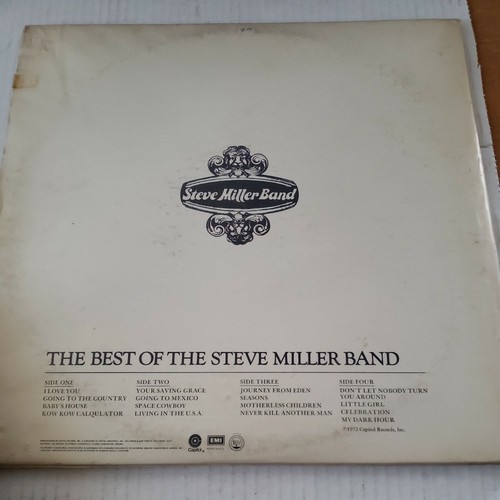 Steve Miller Band
THE BEST OF THE STEVE MILLER BAND
SIDE ONE
I LOVE YOU
GOING TO THE COUNTRY
BABY'S HOUSE
KOW KOW CALQULATOR
SIDE TWO
YOUR SAVING GRACE
GOING TO MEXICO
SPACE COWBOY
LIVING IN THE U.S.A.
SIDE THREE
JOURNEY FROM EDEN
SEASONS
MOTHERLESS CHILDREN
NEVER KILL ANOTHER MAN
SIDE FOUR
DON'T LET NOBODY TURN
YOU AROUND
LITTLE GIRL
CELEBRATION
MY DARK HOUR
℗1972 Capitol Records, Inc.
Capitol
EMI